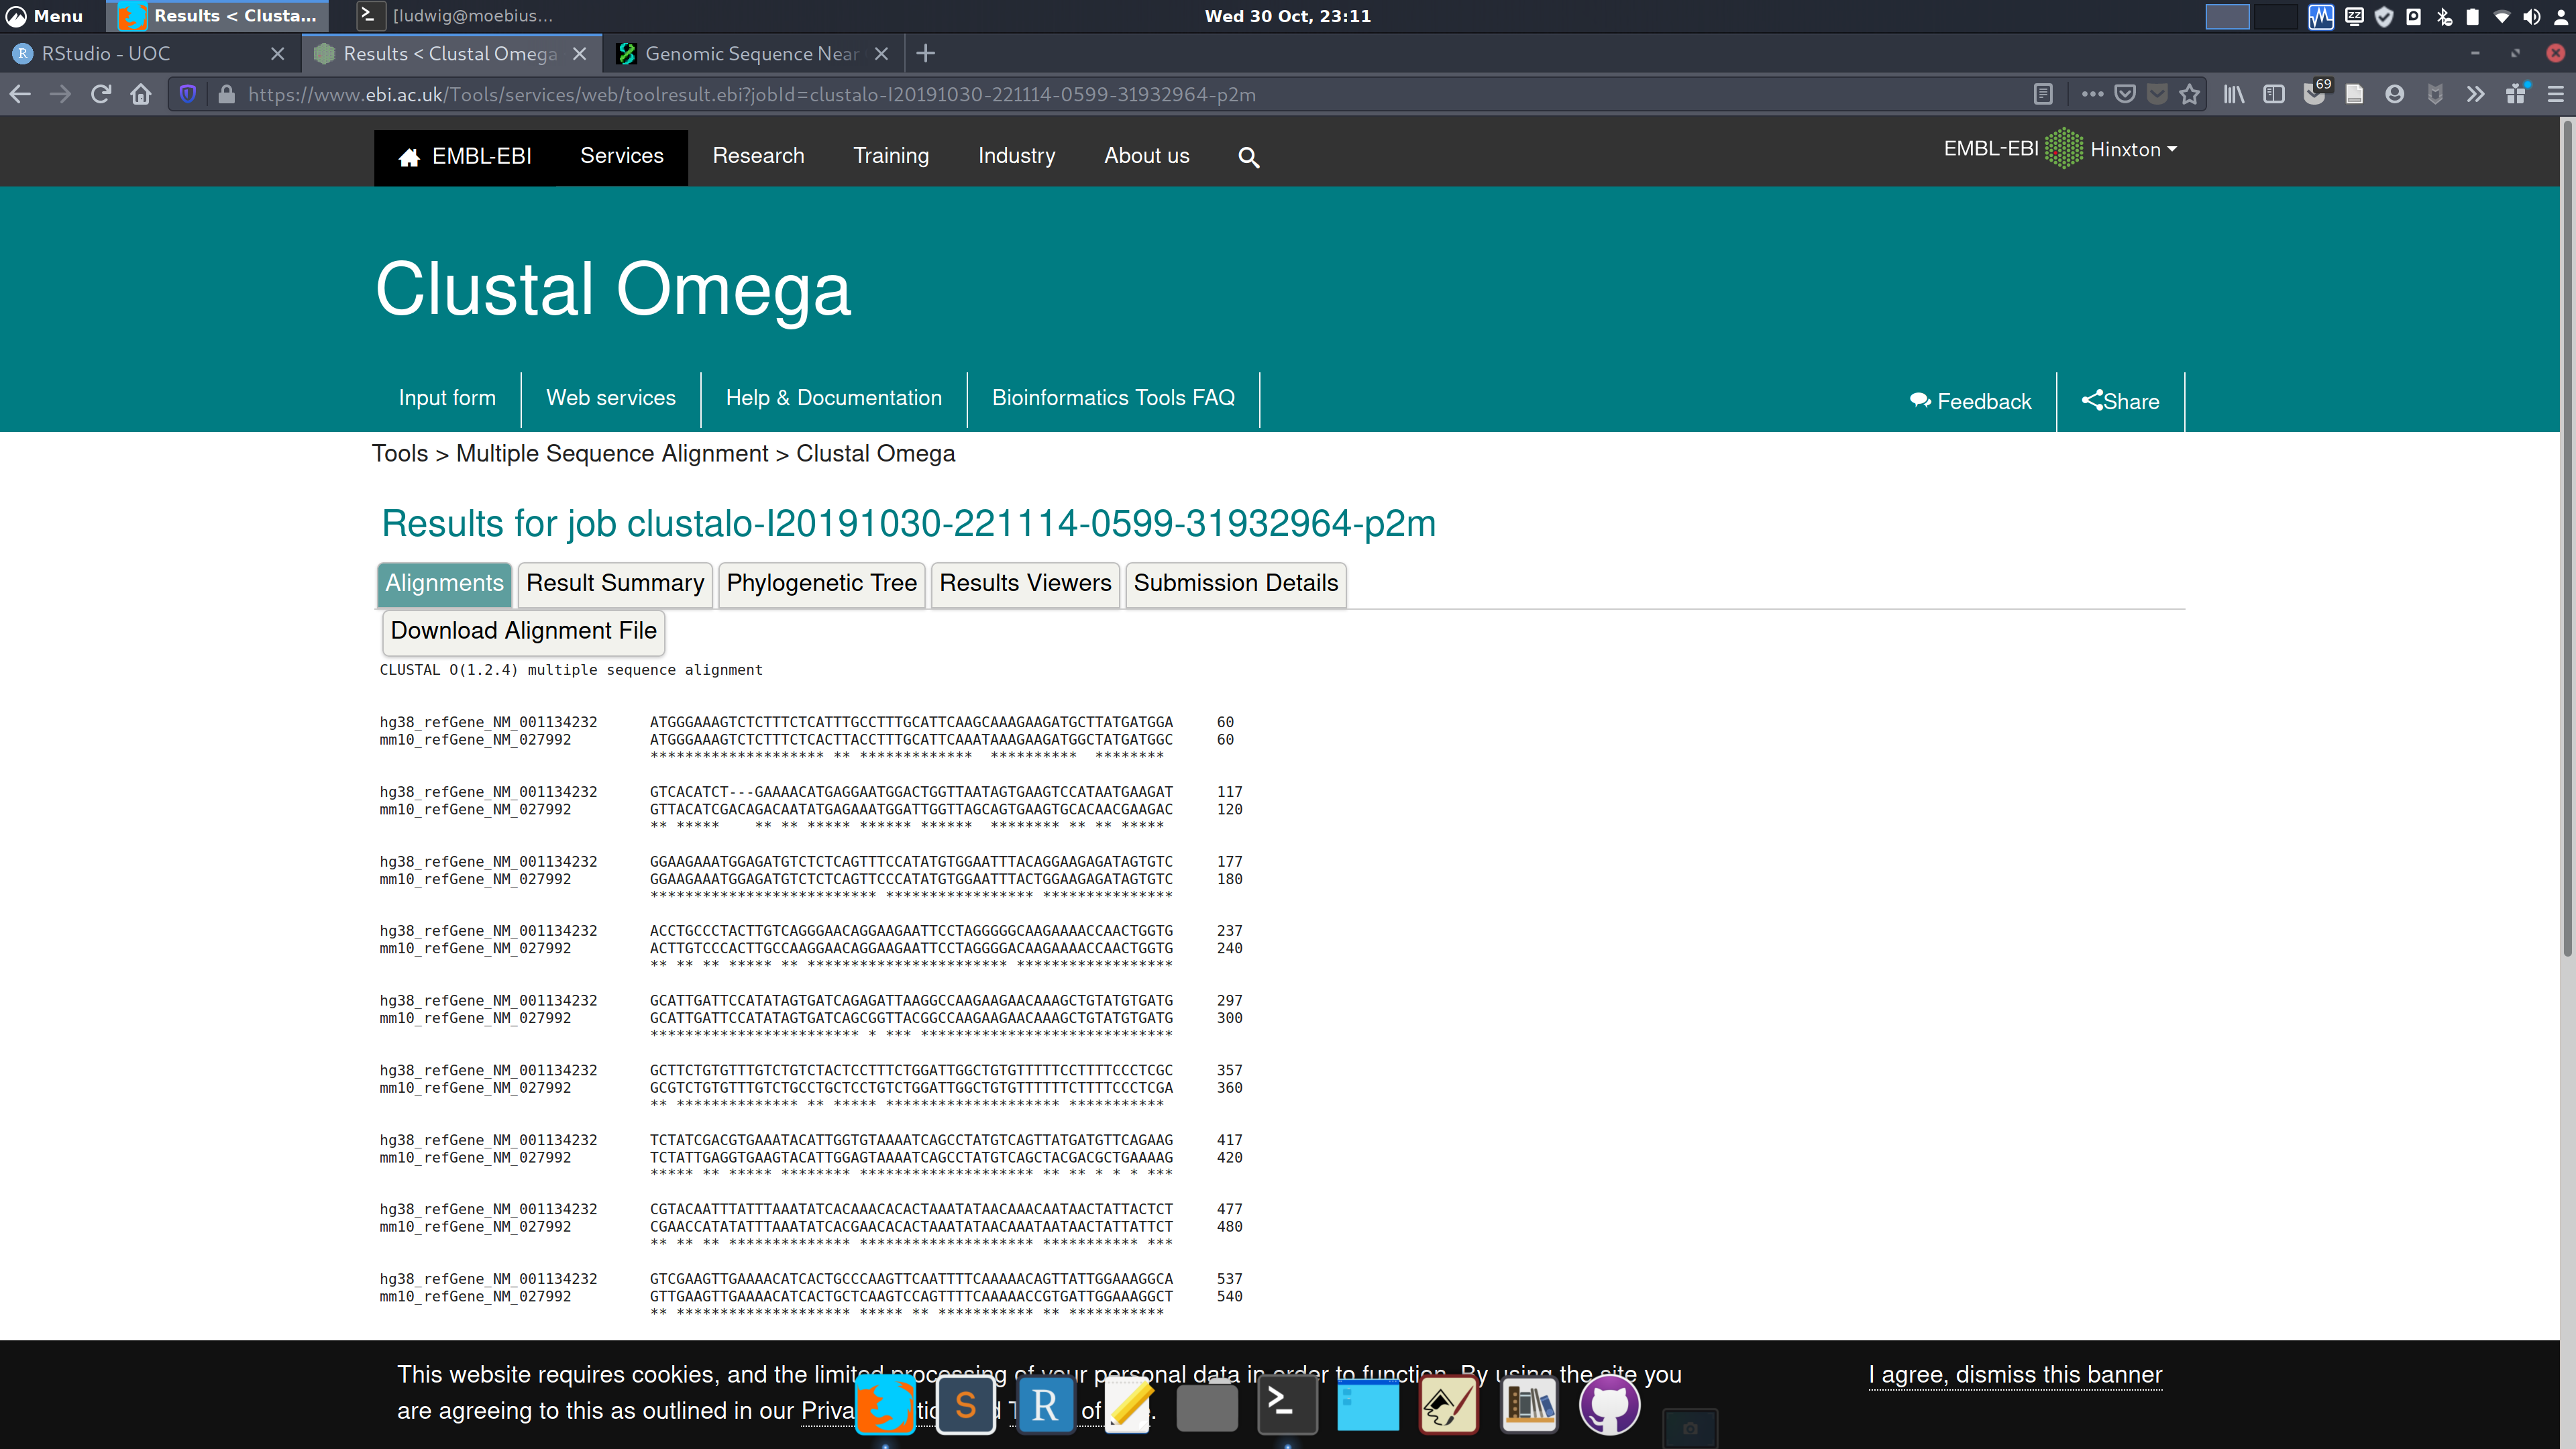 Menu
Results < Clusta...
[ludwig@moebius...
Wed 30 Oct, 23:11
RStudio - UOC
Results < Clustal Omega
Genomic Sequence Near
https://www.ebi.ac.uk/Tools/services/web/toolresult.ebi?jobId=clustalo-I20191030-221114-0599-31932964-p2m
69
EMBL-EBI
Services
Research
Training
Industry
About us
EMBL-EBI
Hinxton
Clustal Omega
Input form
Web services
Help & Documentation
Bioinformatics Tools FAQ
Feedback
Share
Tools > Multiple Sequence Alignment > Clustal Omega
Results for job clustalo-I20191030-221114-0599-31932964-p2m
Alignments
Result Summary
Phylogenetic Tree
Results Viewers
Submission Details
Download Alignment File
CLUSTAL O(1.2.4) multiple sequence alignment
hg38_refGene_NM_001134232 ATGGGAAAGTCTCTTTCTCATTTGCCTTTGCATTCAAGCAAAGAAGATGCTTATGATGGA 60
mm10_refGene_NM_027992 ATGGGAAAGTCTCTTTCTCACTTACCTTTGCATTCAAATAAAGAAGATGGCTATGATGGC 60
******************** ** ************* ********** ********
hg38_refGene_NM_001134232 GTCACATCT---GAAAACATGAGGAATGGACTGGTTAATAGTGAAGTCCATAATGAAGAT 117
mm10_refGene_NM_027992 GTTACATCGACAGACAATATGAGAAATGGATTGGTTAGCAGTGAAGTGCACAACGAAGAC 120
** ***** ** ** ***** ****** ****** ******** ** ** *****
hg38_refGene_NM_001134232 GGAAGAAATGGAGATGTCTCTCAGTTTCCATATGTGGAATTTACAGGAAGAGATAGTGTC 177
mm10_refGene_NM_027992 GGAAGAAATGGAGATGTCTCTCAGTTCCCATATGTGGAATTTACTGGAAGAGATAGTGTC 180
************************** ***************** ***************
hg38_refGene_NM_001134232 ACCTGCCCTACTTGTCAGGGAACAGGAAGAATTCCTAGGGGGCAAGAAAACCAACTGGTG 237
mm10_refGene_NM_027992 ACTTGTCCCACTTGCCAAGGAACAGGAAGAATTCCTAGGGGACAAGAAAACCAACTGGTG 240
** ** ** ***** ** *********************** ******************
hg38_refGene_NM_001134232 GCATTGATTCCATATAGTGATCAGAGATTAAGGCCAAGAAGAACAAAGCTGTATGTGATG 297
mm10_refGene_NM_027992 GCATTGATTCCATATAGTGATCAGCGGTTACGGCCAAGAAGAACAAAGCTGTATGTGATG 300
************************ * *** *****************************
hg38_refGene_NM_001134232 GCTTCTGTGTTTGTCTGTCTACTCCTTTCTGGATTGGCTGTGTTTTTCCTTTTCCCTCGC 357
mm10_refGene_NM_027992 GCGTCTGTGTTTGTCTGCCTGCTCCTGTCTGGATTGGCTGTGTTTTTTCTTTTCCCTCGA 360
** ************** ** ***** ******************** ***********
hg38_refGene_NM_001134232 TCTATCGACGTGAAATACATTGGTGTAAAATCAGCCTATGTCAGTTATGATGTTCAGAAG 417
mm10_refGene_NM_027992 TCTATTGAGGTGAAGTACATTGGAGTAAAATCAGCCTATGTCAGCTACGACGCTGAAAAG 420
***** ** ***** ******** ******************** ** ** * * * ***
hg38_refGene_NM_001134232 CGTACAATTTATTTAAATATCACAAACACACTAAATATAACAAACAATAACTATTACTCT 477
mm10_refGene_NM_027992 CGAACCATATATTTAAATATCACGAACACACTAAATATAACAAATAATAACTATTATTCT 480
** ** ** ************** ******************** *********** ***
hg38_refGene_NM_001134232 GTCGAAGTTGAAAACATCACTGCCCAAGTTCAATTTTCAAAAACAGTTATTGGAAAGGCA 537
mm10_refGene_NM_027992 GTTGAAGTTGAAAACATCACTGCTCAAGTCCAGTTTTCAAAAACCGTGATTGGAAAGGCT 540
** ******************** ***** ** *********** ** ***********
This website requires cookies, and the limited processing of your personal data in order to function. By using the site you
are agreeing to this as outlined in our
I agree, dismiss this banner